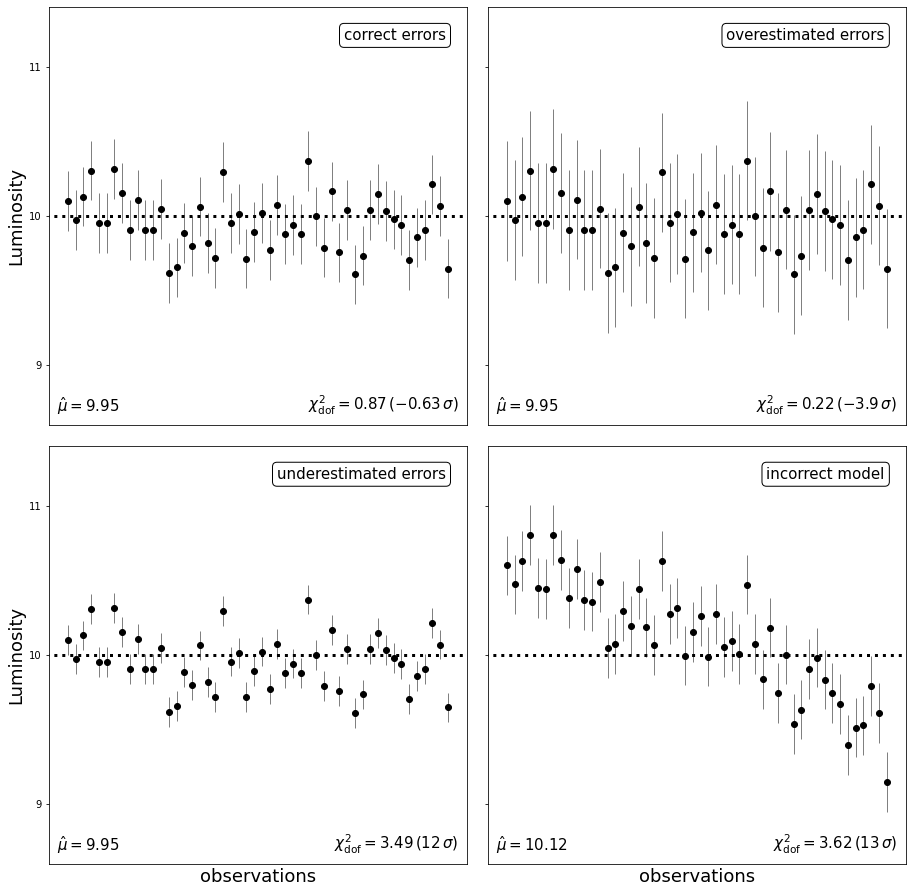 correct errors
overestimated errors
11
10
9
Luminosity
μ̂ = 9.95
χ²dof = 0.87 (−0.63 σ)
μ̂ = 9.95
χ²dof = 0.22 (−3.9 σ)
underestimated errors
incorrect model
11
10
9
Luminosity
μ̂ = 9.95
χ²dof = 3.49 (12 σ)
μ̂ = 10.12
χ²dof = 3.62 (13 σ)
observations
observations